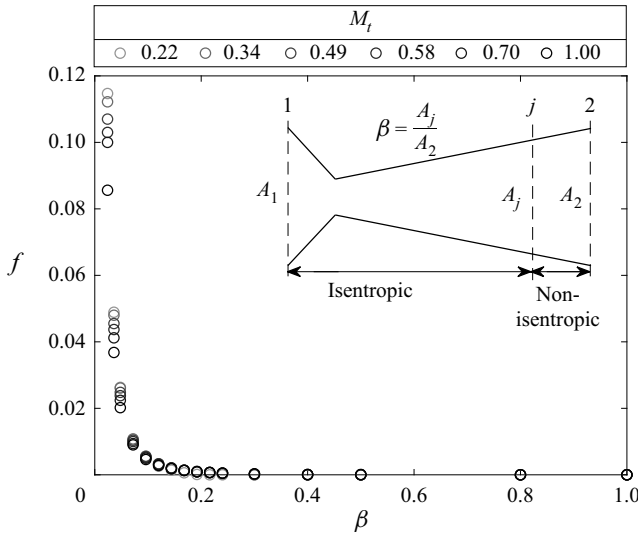 M_t
0.22 0.34 0.49 0.58 0.70 1.00
0.12
0.10
0.08
0.06
0.04
0.02
f
1
j
2
β = A_j / A_2
A_1
A_j
A_2
Isentropic
Non-
isentropic
0
0.2
0.4
0.6
0.8
1.0
β